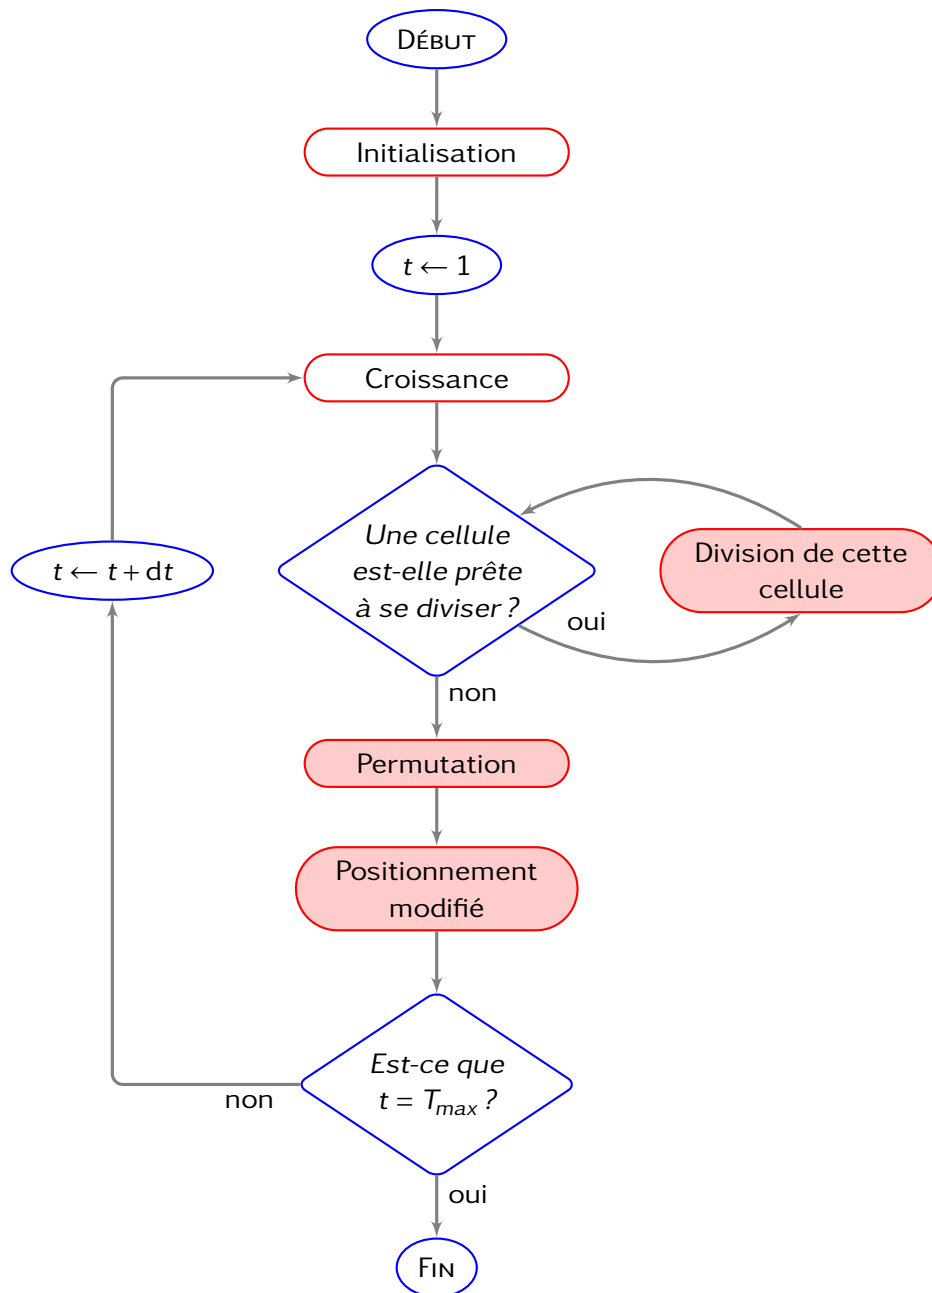 DÉBUT
Initialisation
t ← 1
Croissance
Une cellule
est-elle prête
à se diviser ?
Division de cette
cellule
t ← t + dt
oui
non
Permutation
Positionnement
modifié
Est-ce que
t = Tmax ?
non
oui
FIN